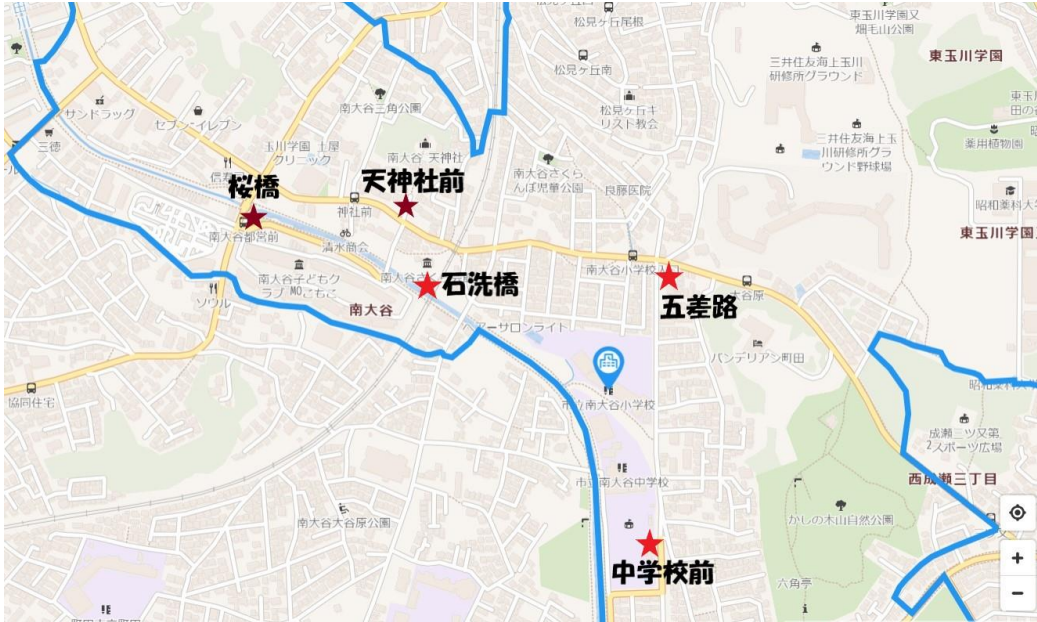 松見ヶ丘尾根
東玉川学園又
畑毛山公園
東玉川学園
三井住友海上玉川
研修所グラウンド
松見ヶ丘南
サンドラッグ
セブン-イレブン
南大谷三角公園
松見ヶ丘キ
リスト教会
三井住友海上玉
川研修所グラ
ウンド野球場
薬用植物園
三徳
玉川学園 土屋
クリニック
南大谷 天神社
南大谷さくら
んぼ児童公園
良藤医院
桜橋
天神社前
神社前
昭和薬科大
東玉川学園
南大谷都営前
清水商会
南大谷子どもク
ラブ
石洗橋
南大谷小学校
五差路
大谷原
ソウル
南大谷
ヘアーサロンライト
パンデリアン町田
協同住宅
市立南大谷小学校
成瀬三ツ又第
2スポーツ広場
市立南大谷中学校
西成瀬三丁目
南大谷大谷原公園
かしの木山自然公園
中学校前
六角亭
+
−